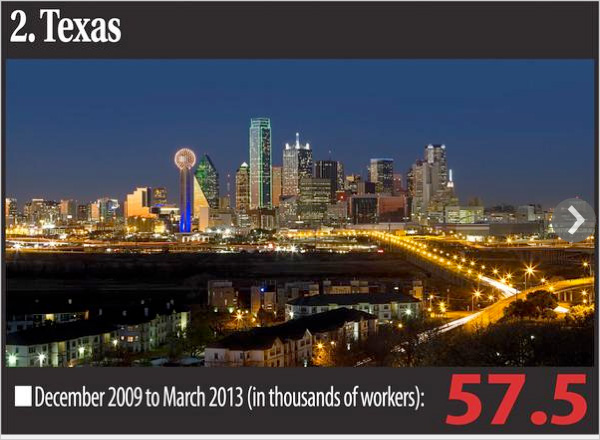 2. Texas
December 2009 to March 2013 (in thousands of workers): 57.5